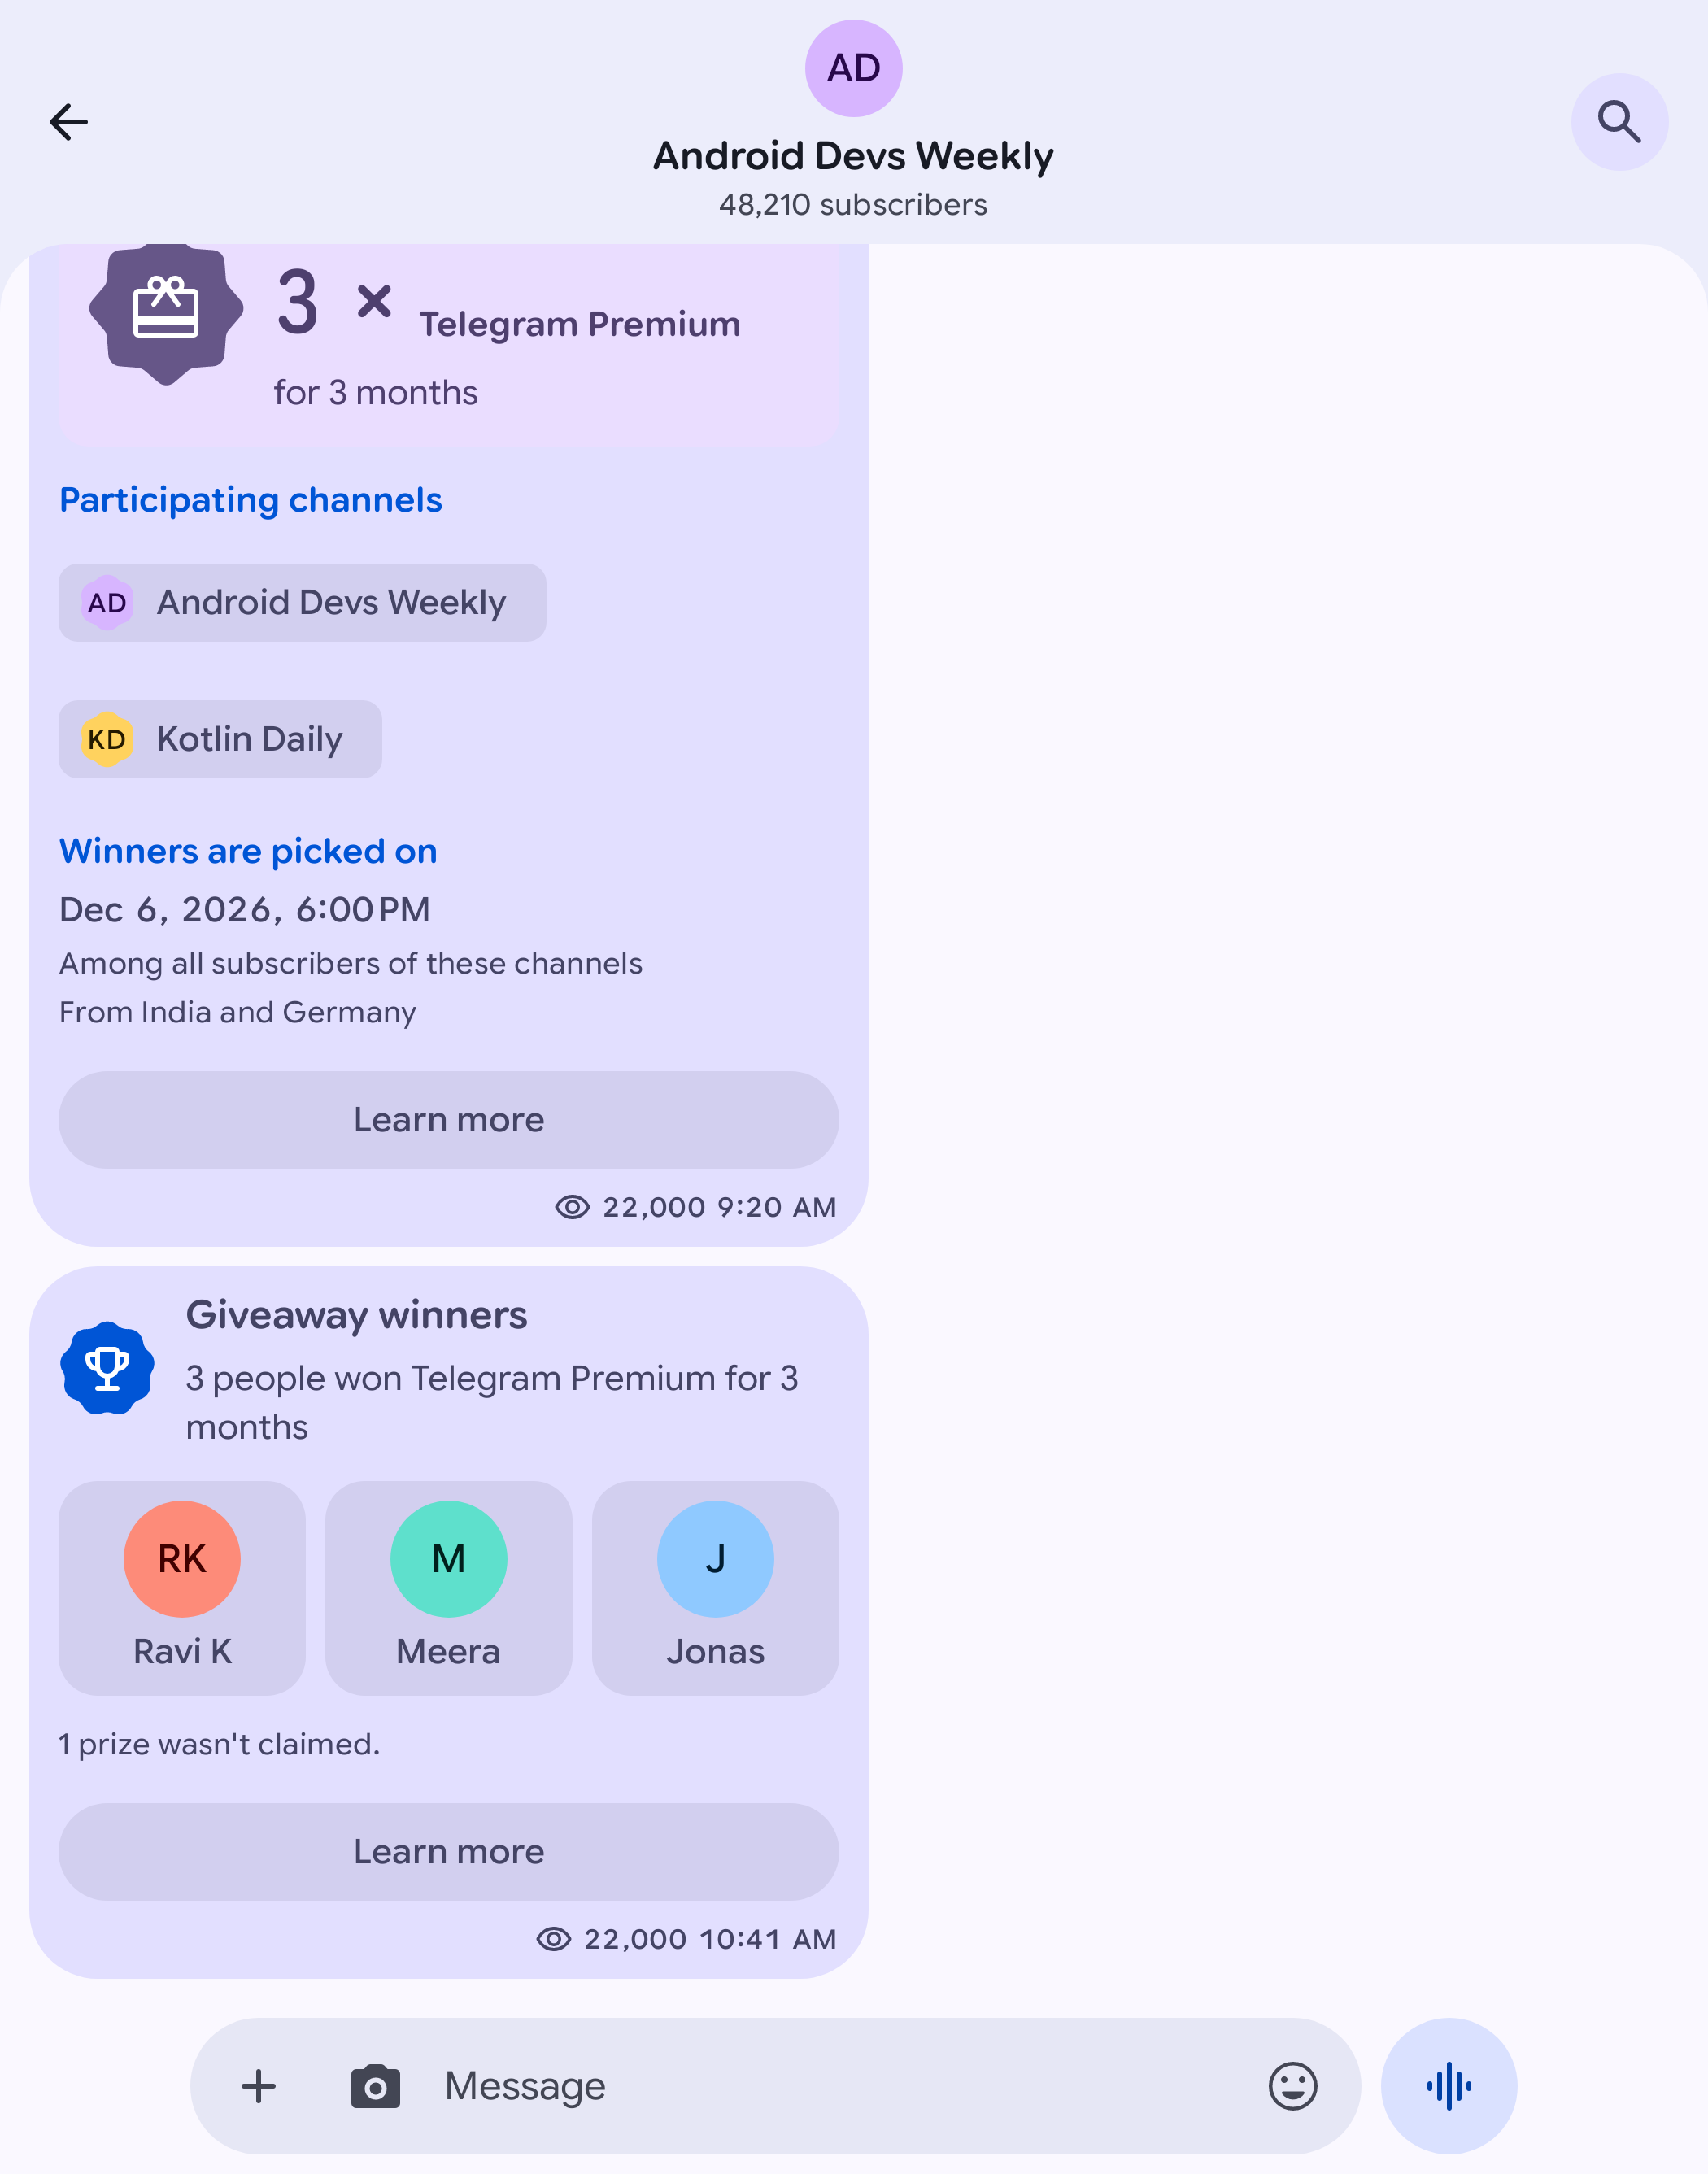 AD
Android Devs Weekly
48,210 subscribers
3 × Telegram Premium
for 3 months
Participating channels
AD Android Devs Weekly
KD Kotlin Daily
Winners are picked on
Dec 6, 2026, 6:00 PM
Among all subscribers of these channels
From India and Germany
Learn more
22,000 9:20 AM
Giveaway winners
3 people won Telegram Premium for 3
months
RK M J
Ravi K Meera Jonas
1 prize wasn't claimed.
Learn more
22,000 10:41 AM
Message